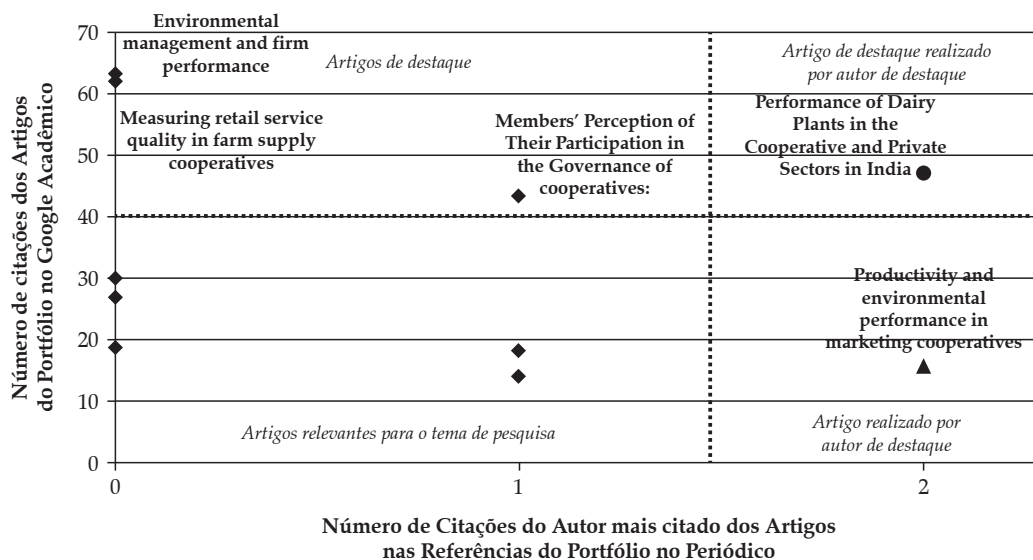 Environmental
management and firm
performance
Artigos de destaque
Artigo de destaque realizado
por autor de destaque
Measuring retail service
quality in farm supply
cooperatives
Members’ Perception of
Their Participation in
the Governance of
cooperatives:
Performance of Dairy
Plants in the
Cooperative and Private
Sectors in India
Productivity and
environmental
performance in
marketing cooperatives
Artigos relevantes para o tema de pesquisa
Artigo realizado por
autor de destaque
70
60
50
40
30
20
10
0
0
1
2
Número de citações dos Artigos
do Portfólio no Google Acadêmico
Número de Citações do Autor mais citado dos Artigos
nas Referências do Portfólio no Periódico